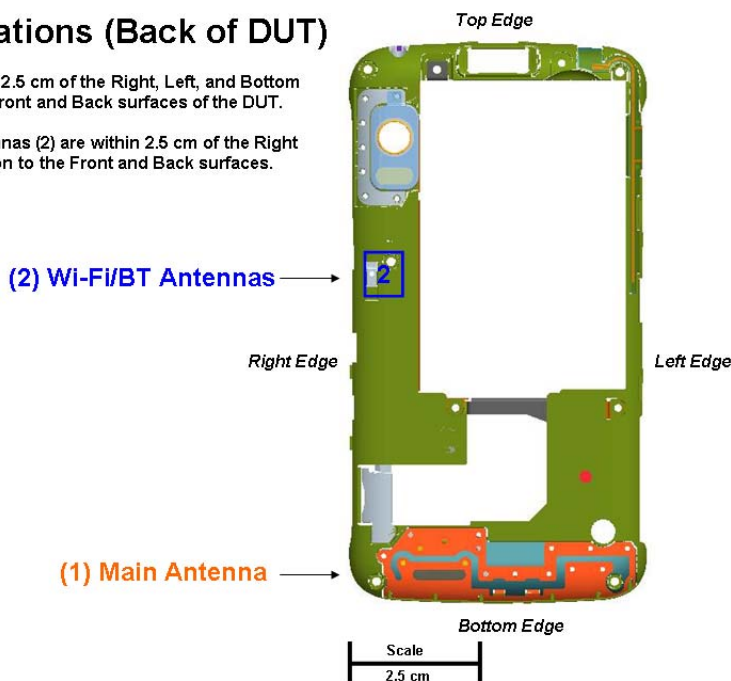 ations (Back of DUT)
Top Edge
2.5 cm of the Right, Left, and Bottom
ront and Back surfaces of the DUT.
nas (2) are within 2.5 cm of the Right
on to the Front and Back surfaces.
(2) Wi-Fi/BT Antennas
2
Right Edge
Left Edge
(1) Main Antenna
Bottom Edge
Scale
2.5 cm